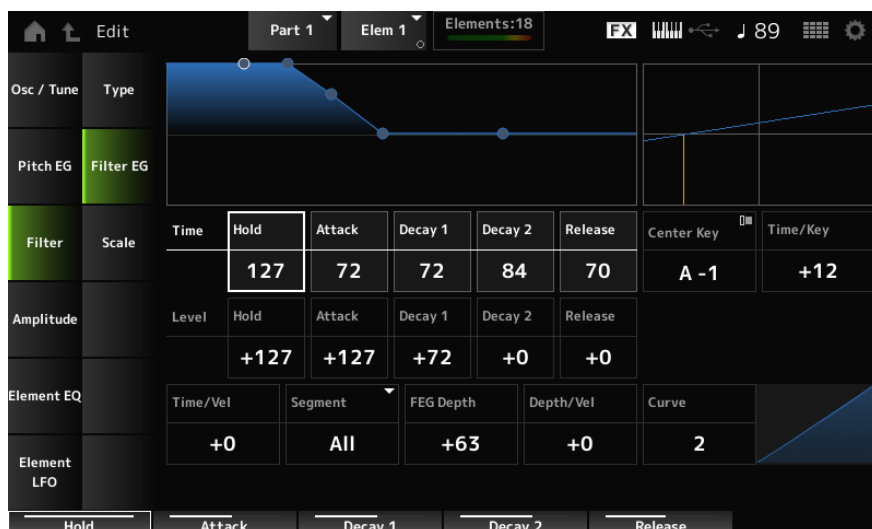 Edit
Part 1
Elem 1
Elements:18
FX
89
Osc / Tune
Type
Pitch EG
Filter EG
Filter
Scale
Amplitude
Element EQ
Element
LFO
Time
Hold
Attack
Decay 1
Decay 2
Release
Center Key
Time/Key
127
72
72
84
70
A -1
+12
Level
Hold
Attack
Decay 1
Decay 2
Release
+127
+127
+72
+0
+0
Time/Vel
Segment
FEG Depth
Depth/Vel
Curve
+0
All
+63
+0
2
Hold
Attack
Decay 1
Decay 2
Release